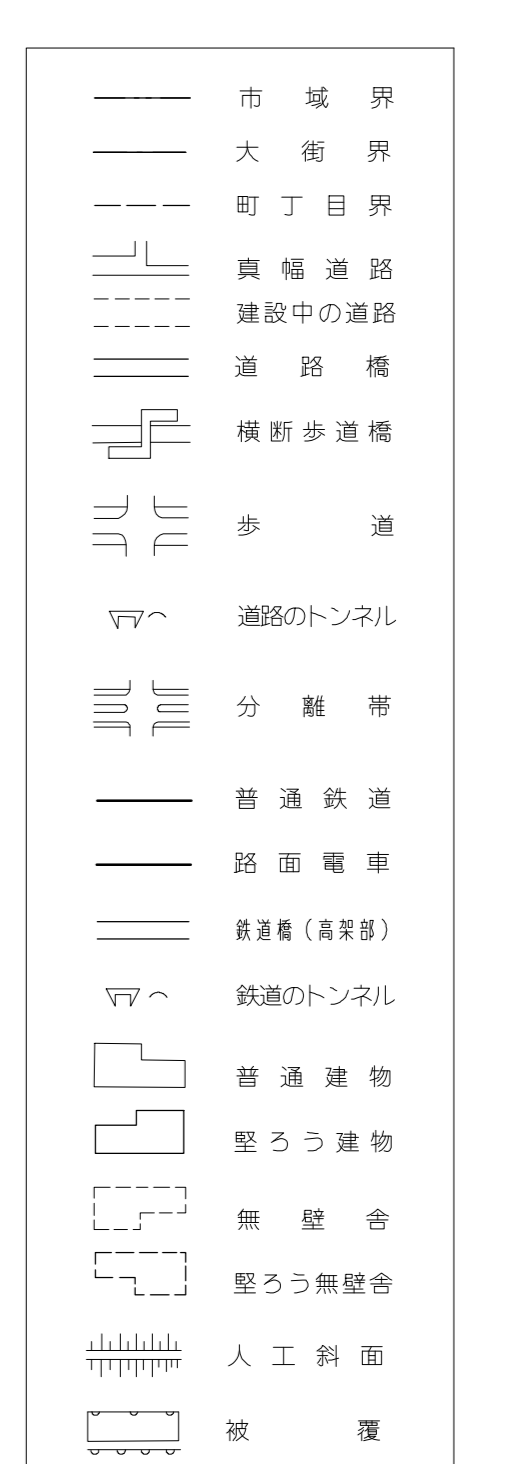 市域界
大街界
町丁目界
真幅道路
建設中の道路
道路橋
横断歩道橋
歩道
道路のトンネル
分離帯
普通鉄道
路面電車
鉄道橋(高架部)
鉄道のトンネル
普通建物
堅ろう建物
無壁舎
堅ろう無壁舎
人工斜面
被覆